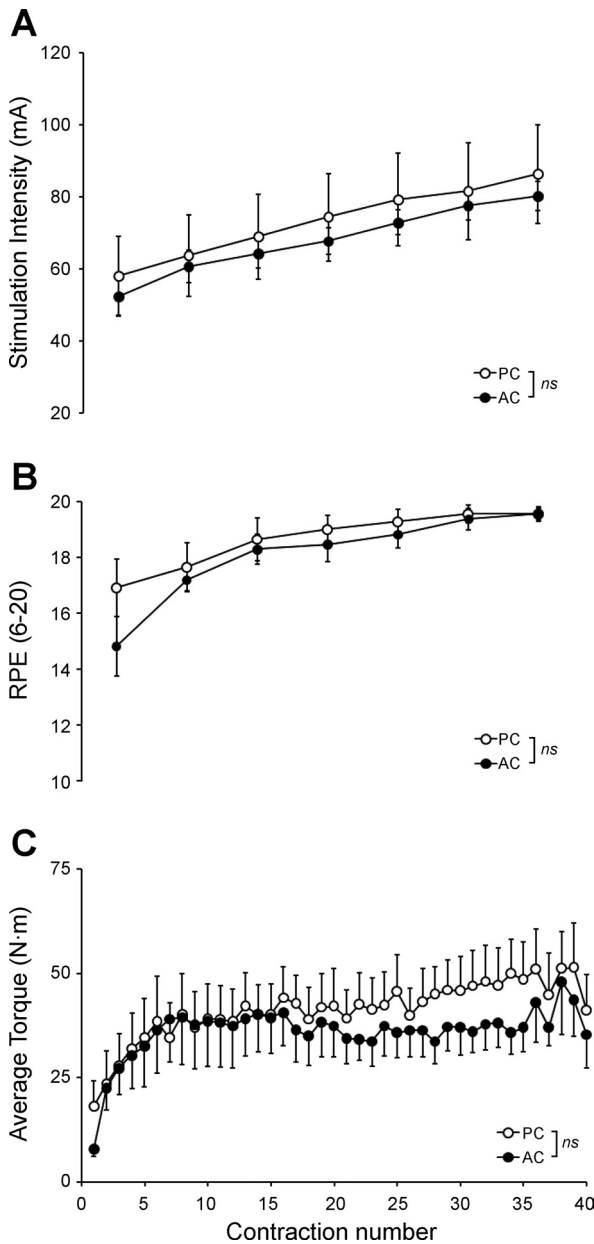 A
Stimulation Intensity (mA)
120
100
80
60
40
20
PC
AC
ns
B
RPE (6-20)
20
18
16
14
12
10
PC
AC
ns
C
Average Torque (N·m)
75
50
25
0
PC
AC
ns
0 5 10 15 20 25 30 35 40
Contraction number